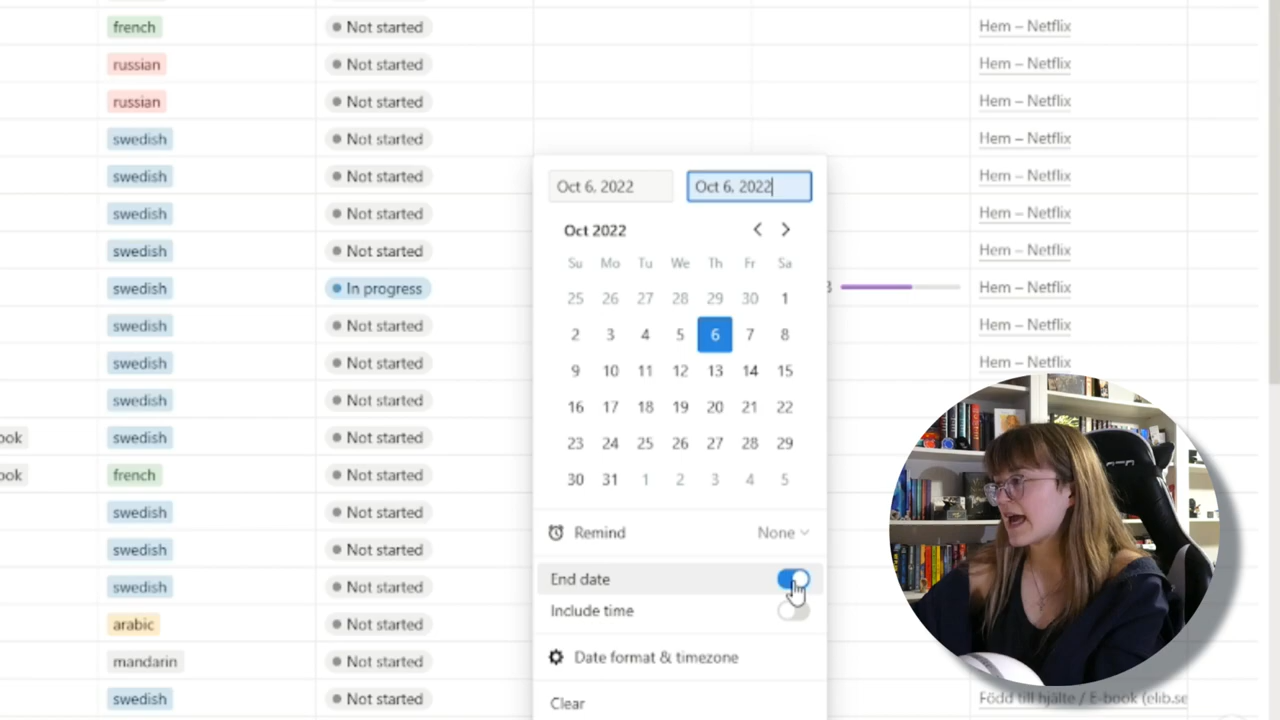 french Not started Hem – Netflix
russian Not started Hem – Netflix
russian Not started Hem – Netflix
swedish Not started Hem – Netflix
swedish Not started Hem – Netflix
swedish Not started Hem – Netflix
swedish Not started Hem – Netflix
swedish In progress Hem – Netflix
swedish Not started Hem – Netflix
swedish Not started Hem – Netflix
swedish Not started
ook swedish Not started
ook french Not started
swedish Not started
swedish Not started
swedish Not started
arabic Not started
mandarin Not started
swedish Not started Född till hjälte / E-book (elib.se
Oct 6, 2022 Oct 6, 2022
Oct 2022
Su Mo Tu We Th Fr Sa
25 26 27 28 29 30 1
2 3 4 5 6 7 8
9 10 11 12 13 14 15
16 17 18 19 20 21 22
23 24 25 26 27 28 29
30 31 1 2 3 4 5
Remind None
End date
Include time
Date format & timezone
Clear